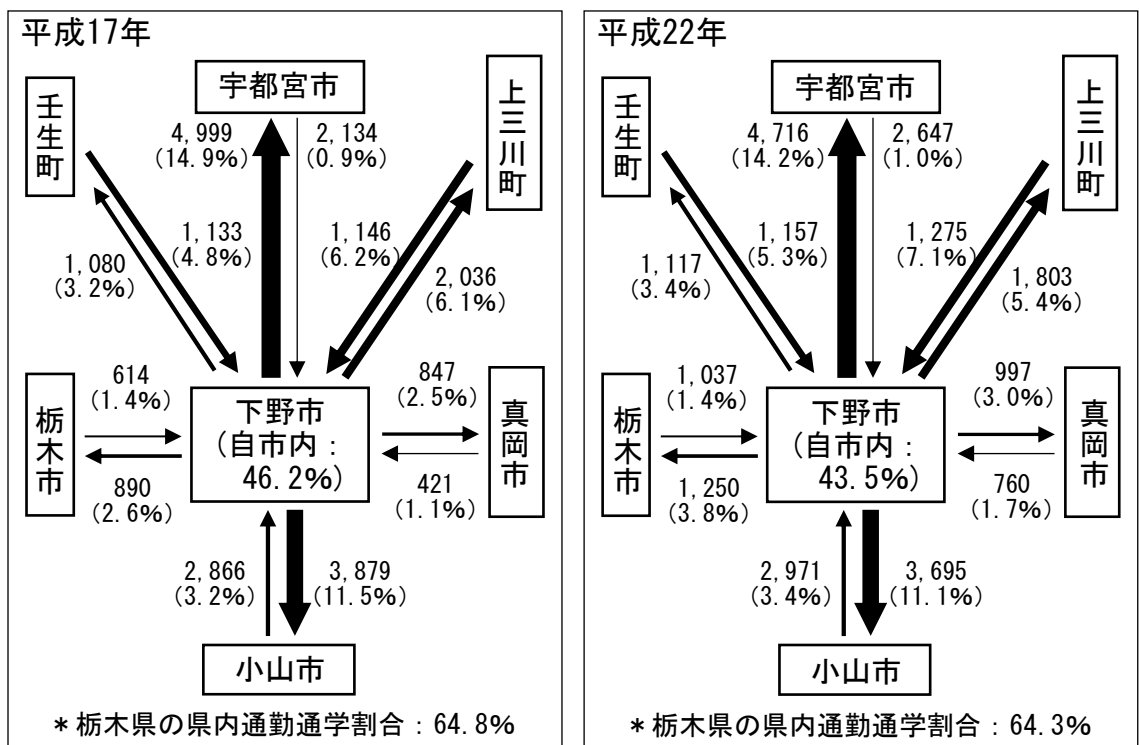 平成17年
宇都宮市
壬生町
上三川町
4,999
(14.9%)
2,134
(0.9%)
1,133
(4.8%)
1,146
(6.2%)
1,080
(3.2%)
2,036
(6.1%)
614
(1.4%)
847
(2.5%)
栃木市
下野市
(自市内:
46.2%)
真岡市
890
(2.6%)
421
(1.1%)
2,866
(3.2%)
3,879
(11.5%)
小山市
*栃木県の県内通勤通学割合:64.8%
平成22年
宇都宮市
壬生町
上三川町
4,716
(14.2%)
2,647
(1.0%)
1,157
(5.3%)
1,275
(7.1%)
1,117
(3.4%)
1,803
(5.4%)
1,037
(1.4%)
997
(3.0%)
栃木市
下野市
(自市内:
43.5%)
真岡市
1,250
(3.8%)
760
(1.7%)
2,971
(3.4%)
3,695
(11.1%)
小山市
*栃木県の県内通勤通学割合:64.3%